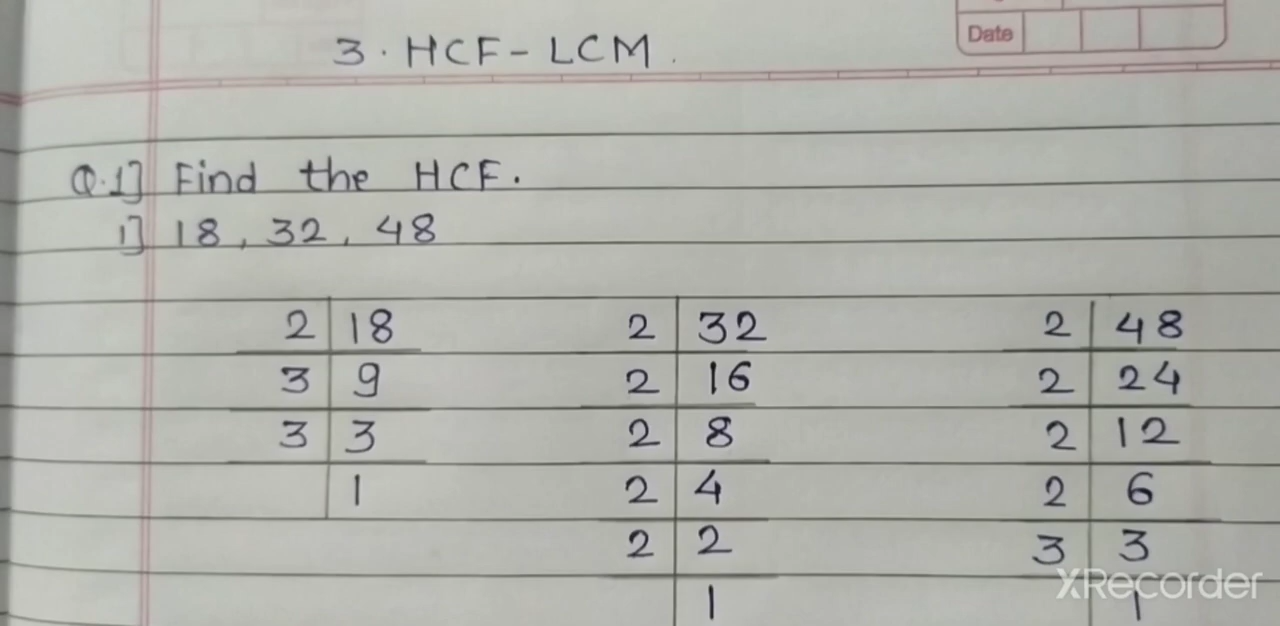 Date
3. HCF-LCM.
Q.1] Find the HCF.
i] 18, 32, 48
2 | 18 2 | 32 2 | 48
3 | 9 2 | 16 2 | 24
3 | 3 2 | 8 2 | 12
| 1 2 | 4 2 | 6
2 | 2 3 | 3
| 1 | 1
XRecorder